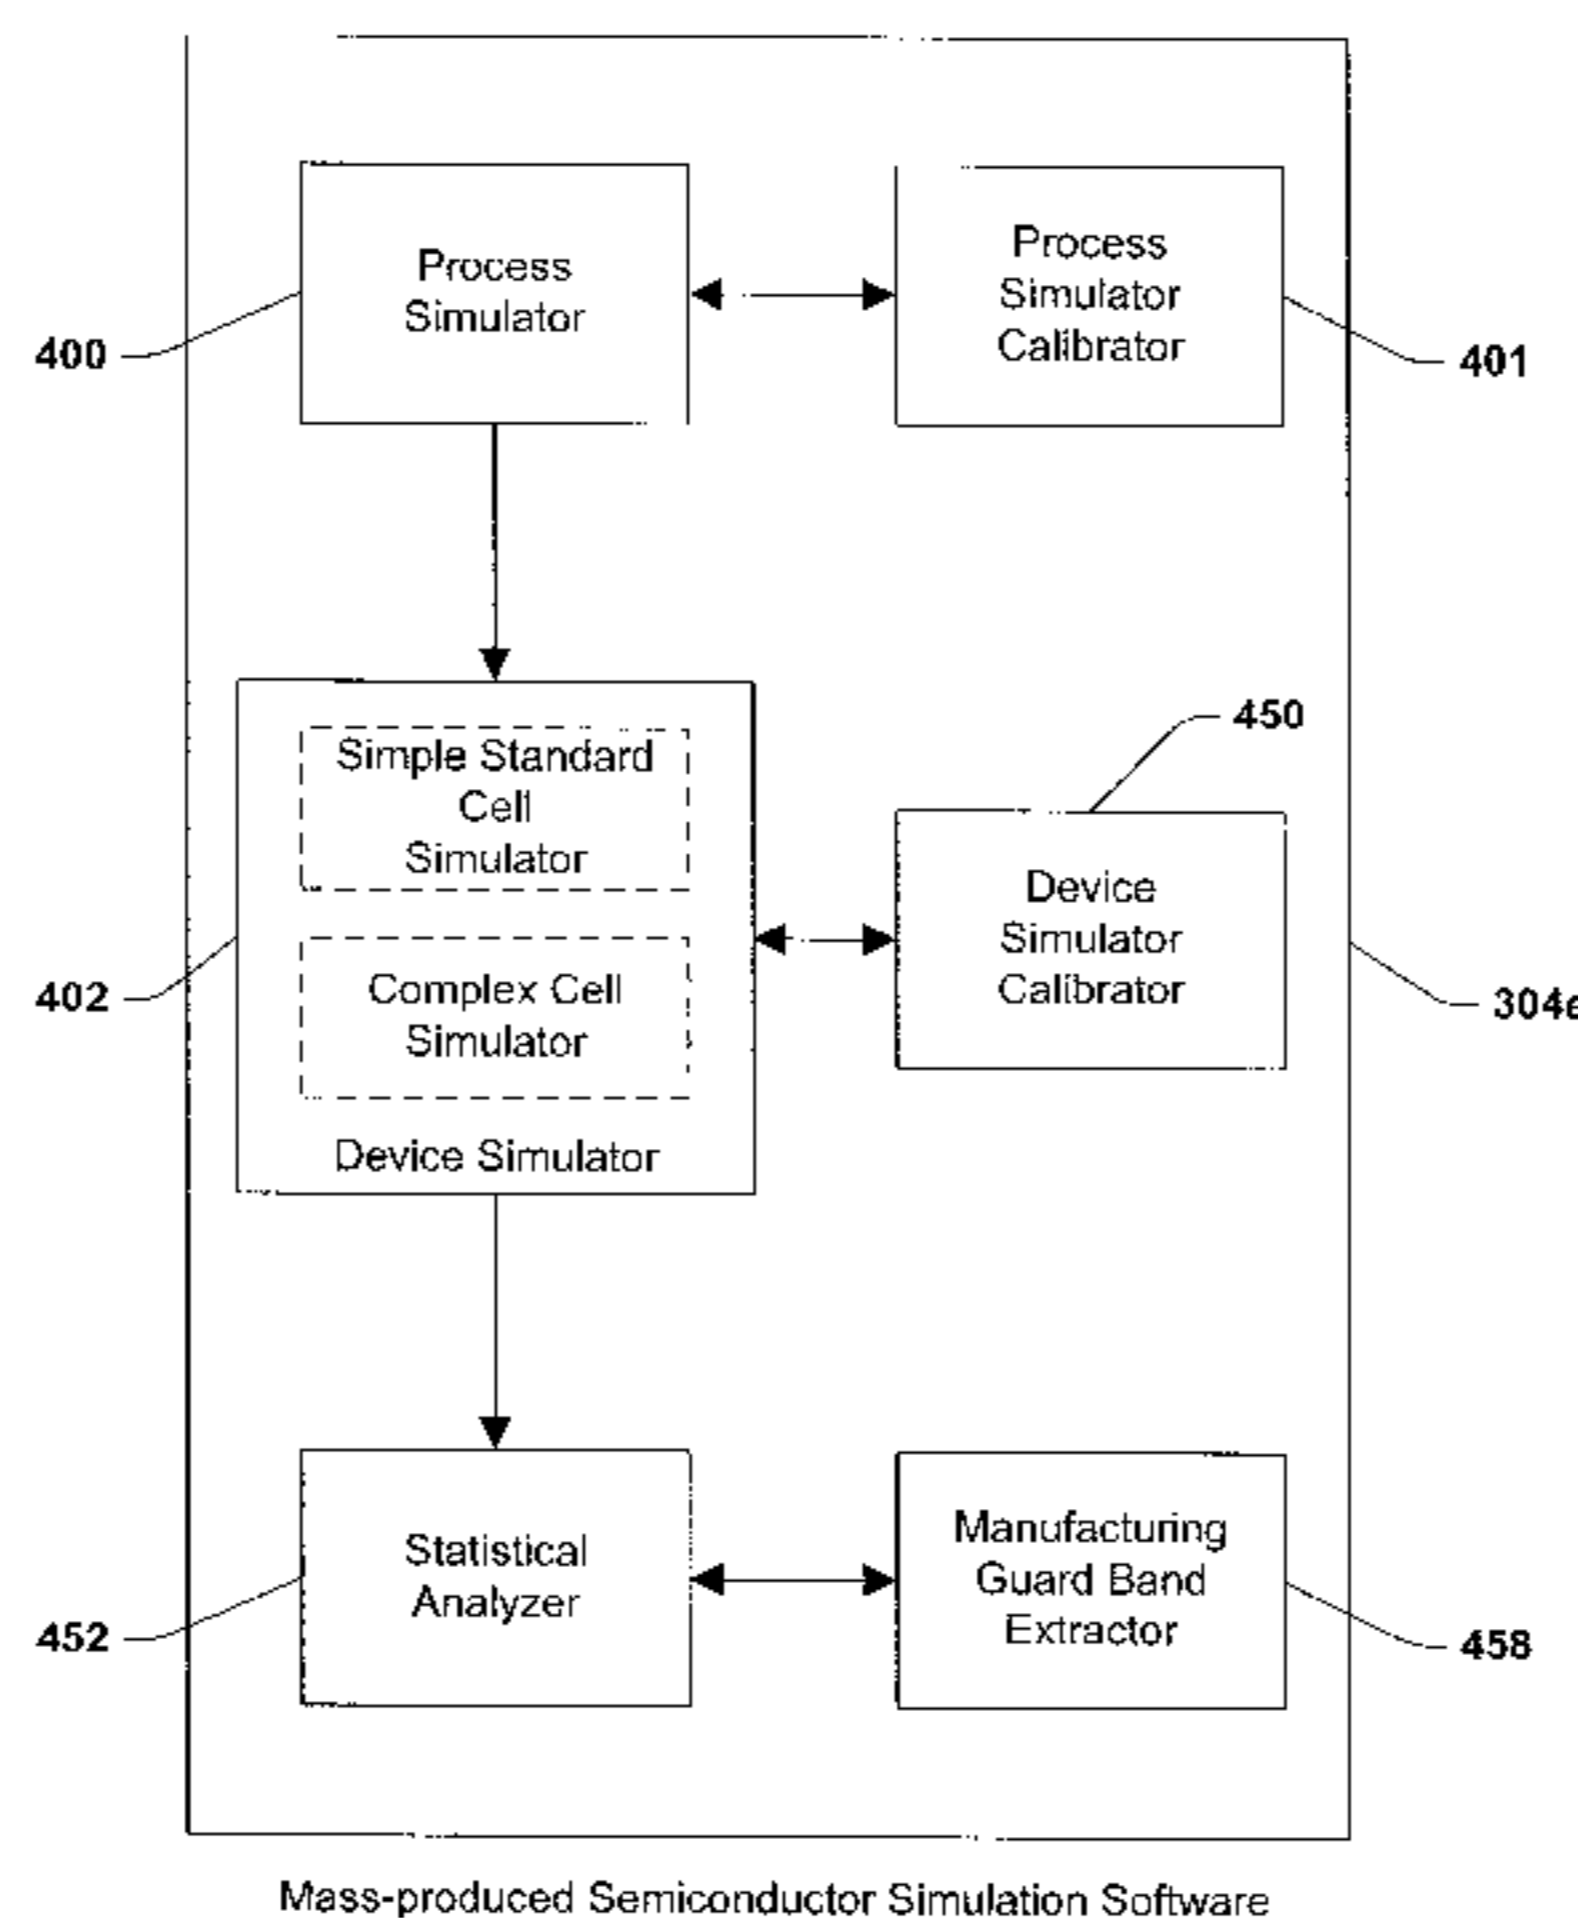 Process
Simulator
Process
Simulator
Calibrator
400
401
Simple Standard
Cell
Simulator
450
Device
Simulator
Calibrator
Complex Cell
Simulator
402
304e
Device Simulator
Statistical
Analyzer
Manufacturing
Guard Band
Extractor
452
458
Mass-produced Semiconductor Simulation Software